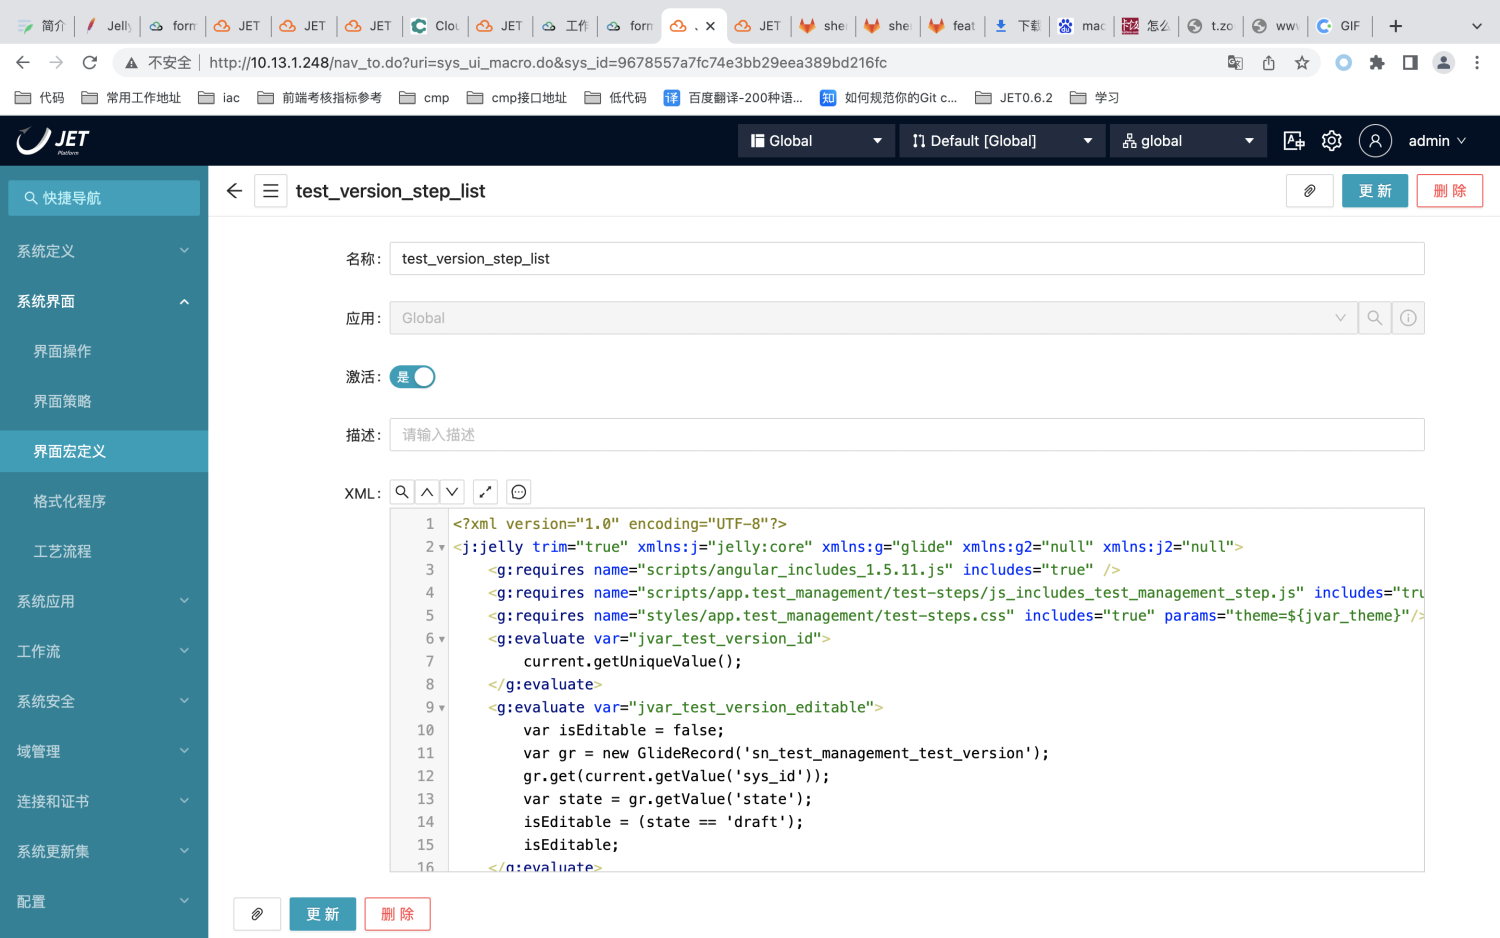 简介 Jelly form JET JET JET Clou JET 工作 form JET she she feat 下载 mac 怎么 t.zo ww GIF
不安全 http://10.13.1.248/nav_to.do?uri=sys_ui_macro.do&sys_id=9678557a7fc74e3bb29eea389bd216fc
代码 常用工作地址 iac 前端考核指标参考 cmp cmp接口地址 低代码 译 百度翻译-200种语... 知 如何规范你的Git c... JET0.6.2 学习
JET Platform Global Default [Global] global admin
快捷导航
系统定义
系统界面
界面操作
界面策略
界面宏定义
格式化程序
工艺流程
系统应用
工作流
系统安全
域管理
连接和证书
系统更新集
配置
test_version_step_list 更 新 删 除
名称: test_version_step_list
应用: Global
激活: 是
描述: 请输入描述
XML:
1 <?xml version="1.0" encoding="UTF-8"?>
2 <j:jelly trim="true" xmlns:j="jelly:core" xmlns:g="glide" xmlns:g2="null" xmlns:j2="null">
3 <g:requires name="scripts/angular_includes_1.5.11.js" includes="true" />
4 <g:requires name="scripts/app.test_management/test-steps/js_includes_test_management_step.js" includes="tru
5 <g:requires name="styles/app.test_management/test-steps.css" includes="true" params="theme=${jvar_theme}"/>
6 <g:evaluate var="jvar_test_version_id">
7 current.getUniqueValue();
8 </g:evaluate>
9 <g:evaluate var="jvar_test_version_editable">
10 var isEditable = false;
11 var gr = new GlideRecord('sn_test_management_test_version');
12 gr.get(current.getValue('sys_id'));
13 var state = gr.getValue('state');
14 isEditable = (state == 'draft');
15 isEditable;
16 </g:evaluate>
更 新 删 除